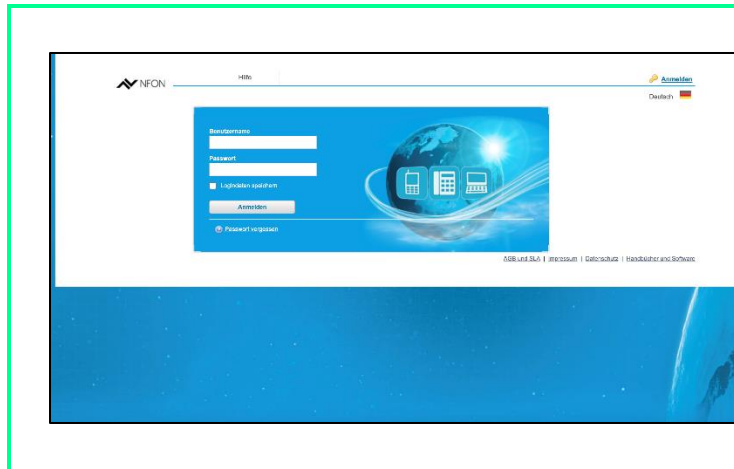 NFON
Hilfe
Anmelden
Deutsch
Benutzername
Passwort
Logindaten speichern
Anmelden
Passwort vergessen
AGB und SLA | Impressum | Datenschutz | Handbücher und Software